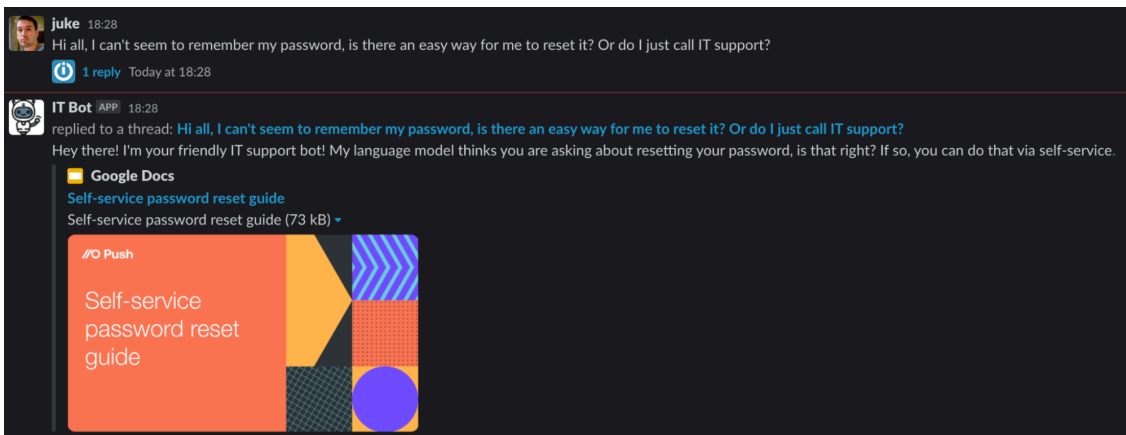 juke 18:28
Hi all, I can't seem to remember my password, is there an easy way for me to reset it? Or do I just call IT support?
1 reply Today at 18:28
IT Bot APP 18:28
replied to a thread: Hi all, I can't seem to remember my password, is there an easy way for me to reset it? Or do I just call IT support?
Hey there! I'm your friendly IT support bot! My language model thinks you are asking about resetting your password, is that right? If so, you can do that via self-service.
Google Docs
Self-service password reset guide
Self-service password reset guide (73 kB)
//O Push
Self-service
password reset
guide